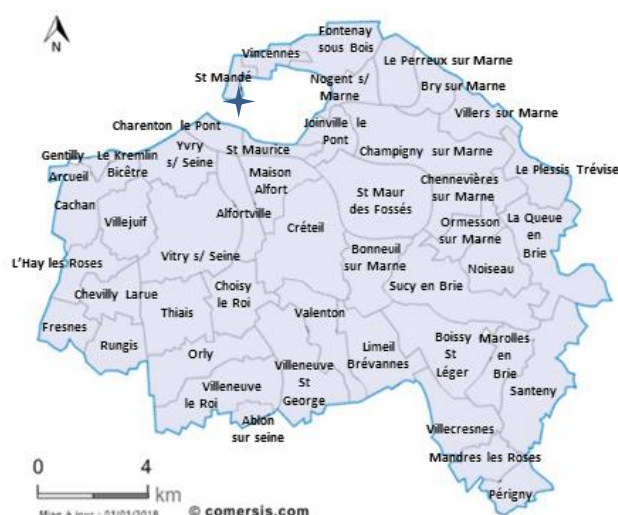 N
Fontenay
sous Bois
Vincennes
Le Perreux sur Marne
St Mandé
Nogent s/
Marne
Bry sur Marne
Villers sur Marne
Charenton le Pont
Joinville le
Pont
Yvry
s/ Seine
St Maurice
Champigny sur Marne
Gentilly
Le Kremlin
Bicêtre
Arcueil
Maison
Alfort
Le Plessis Trévise
Chennevières
sur Marne
St Maur
des Fossés
Cachan
Villejuif
Alfortville
Créteil
Ormesson
sur Marne
La Queue
en
Brie
Vitry s/ Seine
Bonneuil
sur Marne
Noiseau
L'Hay les Roses
Choisy
le Roi
Sucy en Brie
Chevilly Larue
Thiais
Valenton
Fresnes
Rungis
Orly
Limeil
Brévannes
Boissy
St
Léger
Marolles
en
Brie
Villeneuve
St
George
Villeneuve
le Roi
Santeny
Ablon
sur seine
Villecresnes
Mandres les Roses
Périgny
0 4
km
Mise à jour : 01/01/2018
© comersis.com